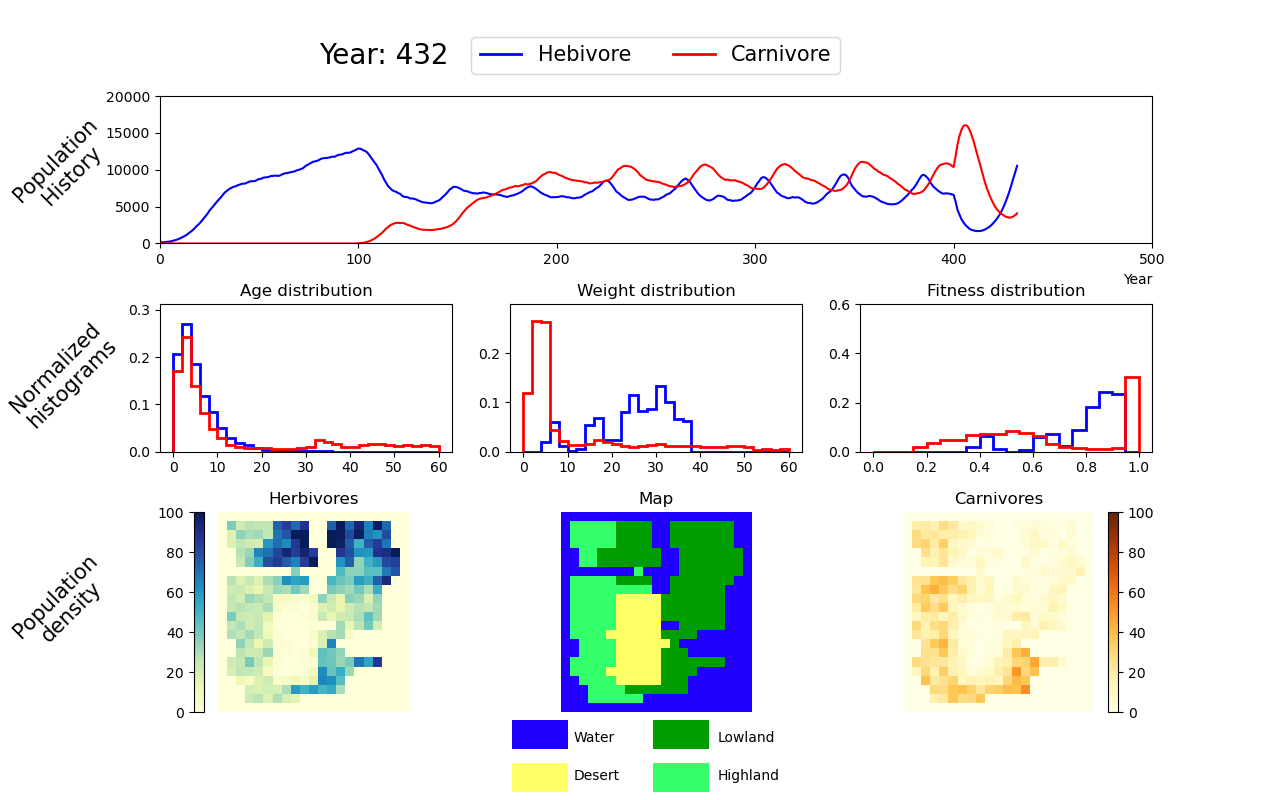 Year: 432
Hebivore
Carnivore
Population
History
20000
15000
10000
5000
0
0 100 200 300 400 500
Year
Normalized
histograms
Age distribution
0.3
0.2
0.1
0.0
0 10 20 30 40 50 60
Weight distribution
0.2
0.1
0.0
0 10 20 30 40 50 60
Fitness distribution
0.6
0.4
0.2
0.0
0.0 0.2 0.4 0.6 0.8 1.0
Population
density
Herbivores
100
80
60
40
20
0
Map
Carnivores
100
80
60
40
20
0
Water
Lowland
Desert
Highland